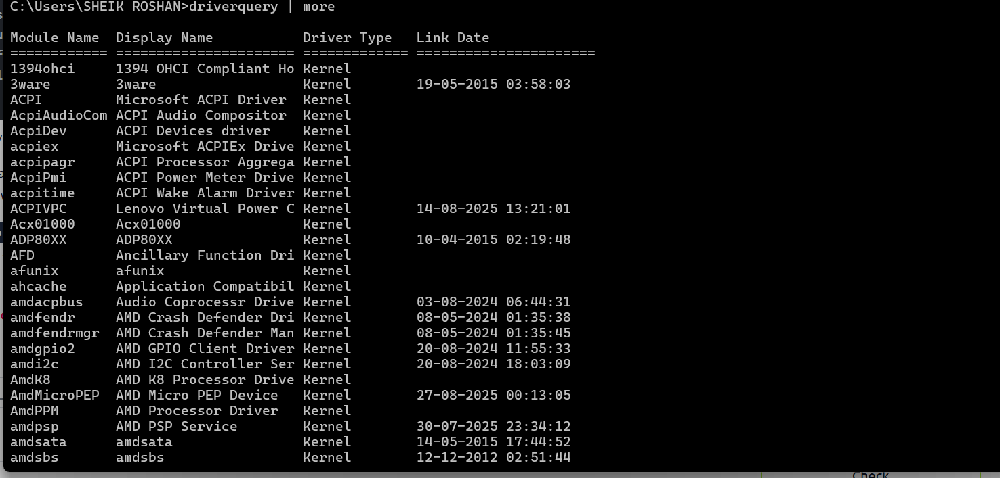 C:\Users\SHEIK ROSHAN>driverquery | more
Module Name  Display Name           Driver Type   Link Date
============ ====================== ============= ======================
1394ohci     1394 OHCI Compliant Ho Kernel
3ware        3ware                  Kernel        19-05-2015 03:58:03
ACPI         Microsoft ACPI Driver  Kernel
AcpiAudioCom ACPI Audio Compositor  Kernel
AcpiDev      ACPI Devices driver    Kernel
acpiex       Microsoft ACPIEx Drive Kernel
acpipagr     ACPI Processor Aggrega Kernel
AcpiPmi      ACPI Power Meter Drive Kernel
acpitime     ACPI Wake Alarm Driver Kernel
ACPIVPC      Lenovo Virtual Power C Kernel        14-08-2025 13:21:01
Acx01000     Acx01000               Kernel
ADP80XX      ADP80XX                Kernel        10-04-2015 02:19:48
AFD          Ancillary Function Dri Kernel
afunix       afunix                 Kernel
ahcache      Application Compatibil Kernel
amdacpbus    Audio Coprocessr Drive Kernel        03-08-2024 06:44:31
amdfendr     AMD Crash Defender Dri Kernel        08-05-2024 01:35:38
amdfendrmgr  AMD Crash Defender Man Kernel        08-05-2024 01:35:45
amdgpio2     AMD GPIO Client Driver Kernel        20-08-2024 11:55:33
amdi2c       AMD I2C Controller Ser Kernel        20-08-2024 18:03:09
AmdK8        AMD K8 Processor Drive Kernel
AmdMicroPEP  AMD Micro PEP Device   Kernel        27-08-2025 00:13:05
AmdPPM       AMD Processor Driver   Kernel
amdpsp       AMD PSP Service        Kernel        30-07-2025 23:34:12
amdsata      amdsata                Kernel        14-05-2015 17:44:52
amdsbs       amdsbs                 Kernel        12-12-2012 02:51:44
Check